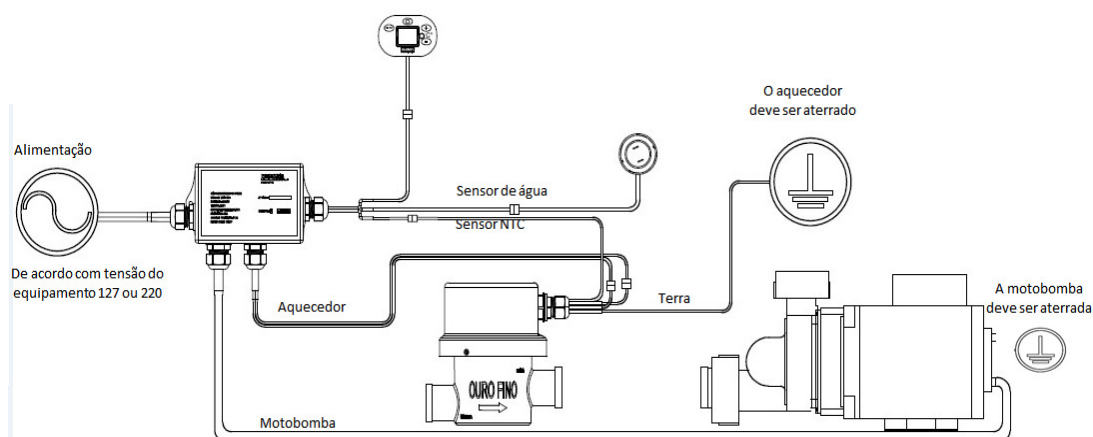 O aquecedor
deve ser aterrado
Alimentação
Sensor de água
Sensor NTC
De acordo com tensão do
equipamento 127 ou 220
Aquecedor
Terra
A motobomba
deve ser aterrada
OURO FINO
Motobomba